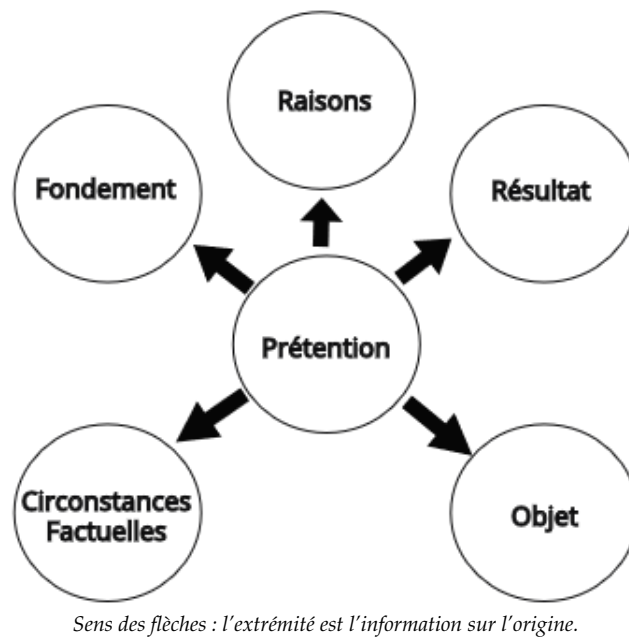 Raisons
Fondement
Résultat
Prétention
Circonstances
Factuelles
Objet
Sens des flèches : l'extrémité est l'information sur l'origine.